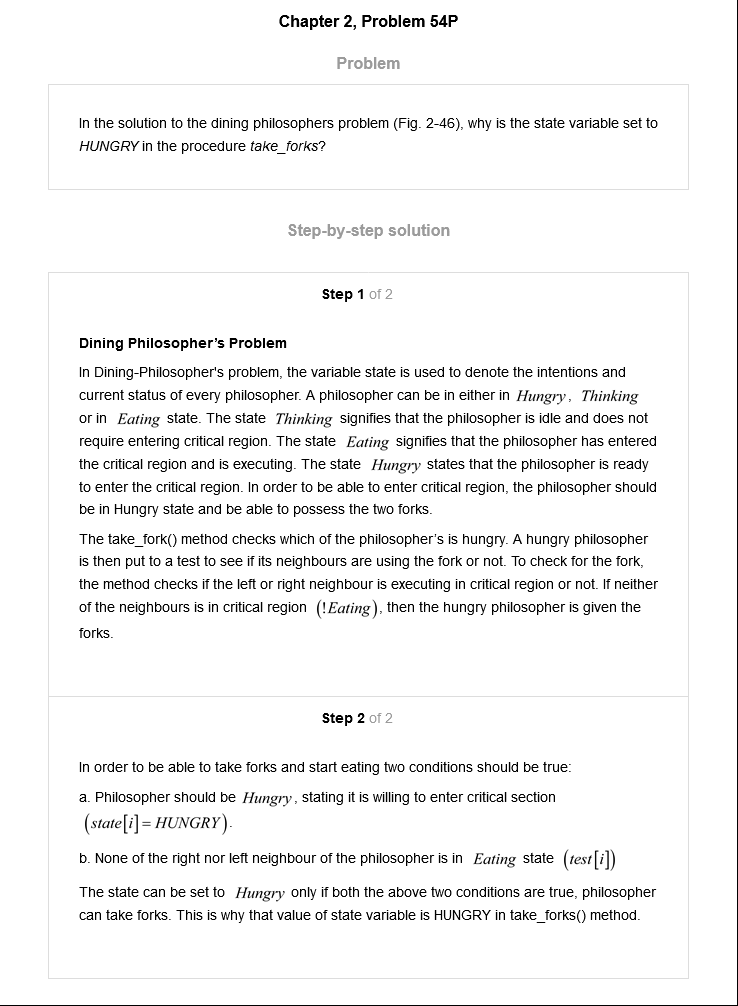 Chapter 2, Problem 54P
Problem
In the solution to the dining philosophers problem (Fig. 2-46), why is the state variable set to
HUNGRY in the procedure take_forks?
Step-by-step solution
Step 1 of 2
Dining Philosopher’s Problem
In Dining-Philosopher's problem, the variable state is used to denote the intentions and
current status of every philosopher. A philosopher can be in either in Hungry, Thinking
or in Eating state. The state Thinking signifies that the philosopher is idle and does not
require entering critical region. The state Eating signifies that the philosopher has entered
the critical region and is executing. The state Hungry states that the philosopher is ready
to enter the critical region. In order to be able to enter critical region, the philosopher should
be in Hungry state and be able to possess the two forks.
The take_fork() method checks which of the philosopher’s is hungry. A hungry philosopher
is then put to a test to see if its neighbours are using the fork or not. To check for the fork,
the method checks if the left or right neighbour is executing in critical region or not. If neither
of the neighbours is in critical region (!Eating), then the hungry philosopher is given the
forks.
Step 2 of 2
In order to be able to take forks and start eating two conditions should be true:
a. Philosopher should be Hungry, stating it is willing to enter critical section
(state[i]= HUNGRY).
b. None of the right nor left neighbour of the philosopher is in Eating state (test[i])
The state can be set to Hungry only if both the above two conditions are true, philosopher
can take forks. This is why that value of state variable is HUNGRY in take_forks() method.